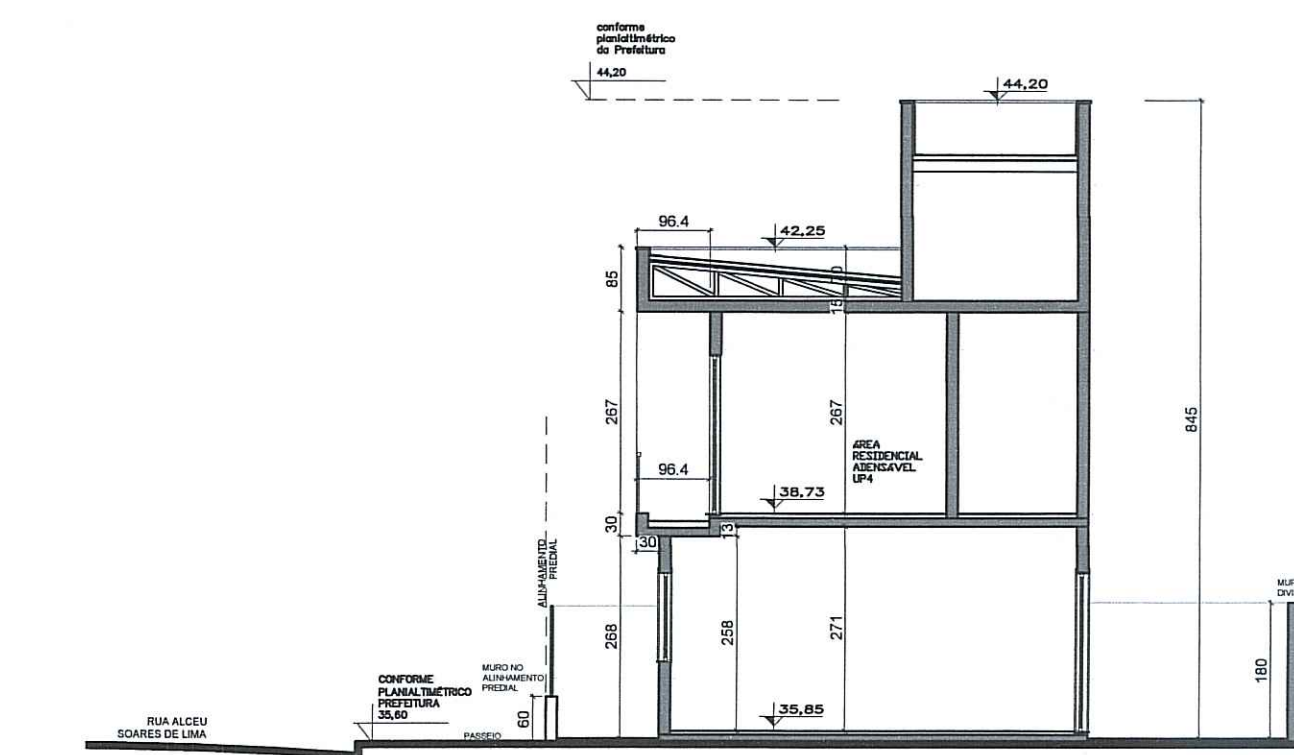 conforme
planialtimétrico
da Prefeitura
44,20
44,20
96.4
42,25
85
15
267
267
845
ÁREA
RESIDENCIAL
ADENSÁVEL
UP4
96.4
38,73
30
30
13
ALINHAMENTO
PREDIAL
268
258
271
180
MURO NO
ALINHAMENTO
PREDIAL
CONFORME
PLANIALTIMÉTRICO
PREFEITURA
35,60
60
35,85
RUA ALCEU
SOARES DE LIMA
PASSEIO